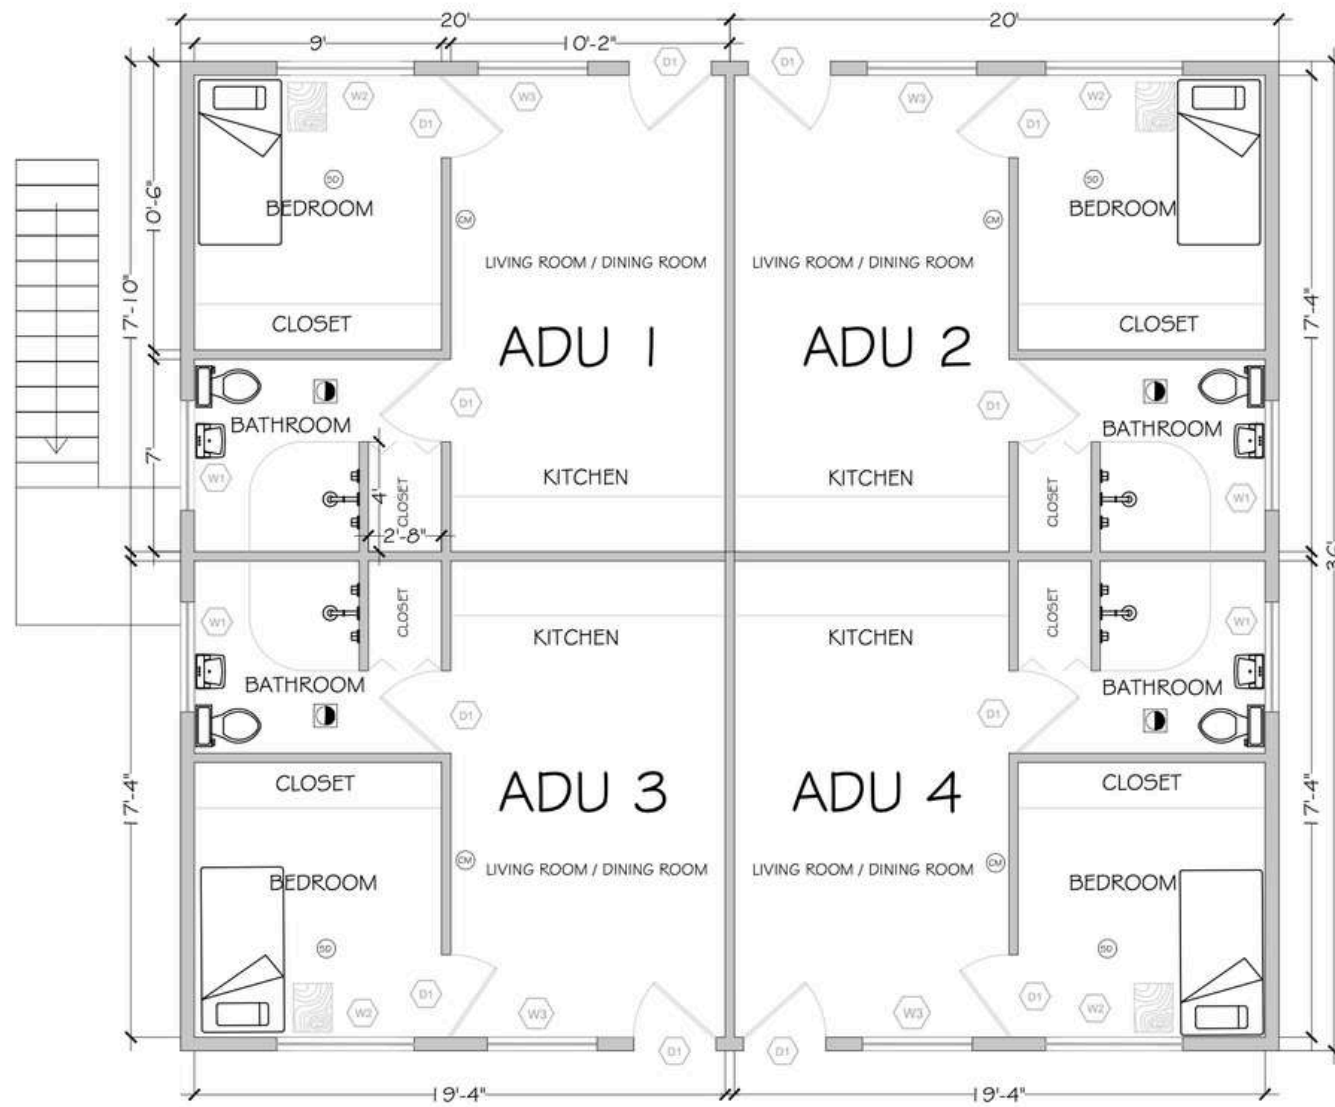 20'
20'
9'
10'-2"
D1
D1
W2
D1
W3
W3
D1
W2
SD
SD
BEDROOM
BEDROOM
10'-6"
CM
CM
LIVING ROOM / DINING ROOM
LIVING ROOM / DINING ROOM
17'-10"
17'-4"
CLOSET
CLOSET
ADU 1
ADU 2
D1
D1
BATHROOM
BATHROOM
7'
W1
4'
CLOSET
KITCHEN
KITCHEN
CLOSET
W1
2'-8"
36'
W1
CLOSET
KITCHEN
KITCHEN
CLOSET
W1
BATHROOM
BATHROOM
D1
D1
17'-4"
17'-4"
CLOSET
CLOSET
ADU 3
ADU 4
CM
CM
LIVING ROOM / DINING ROOM
LIVING ROOM / DINING ROOM
BEDROOM
BEDROOM
SD
SD
W2
D1
W3
W3
D1
W2
D1
D1
19'-4"
19'-4"